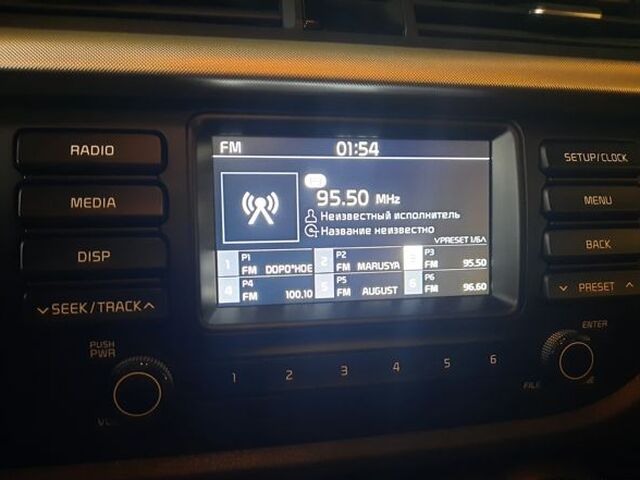 FM 01:54
RADIO
MEDIA
DISP
SEEK/TRACK
PUSH
PWR
P3
95.50 MHz
Неизвестный исполнитель
Название неизвестно
PRESET 1/6
1 P1 FM DOPO*HOE
2 P2 FM MARUSYA
3 P3 FM 95.50
4 P4 FM 100.10
5 P5 FM AUGUST
6 P6 FM 96.60
SETUP/CLOCK
MENU
BACK
PRESET
ENTER
FILE
1 2 3 4 5 6